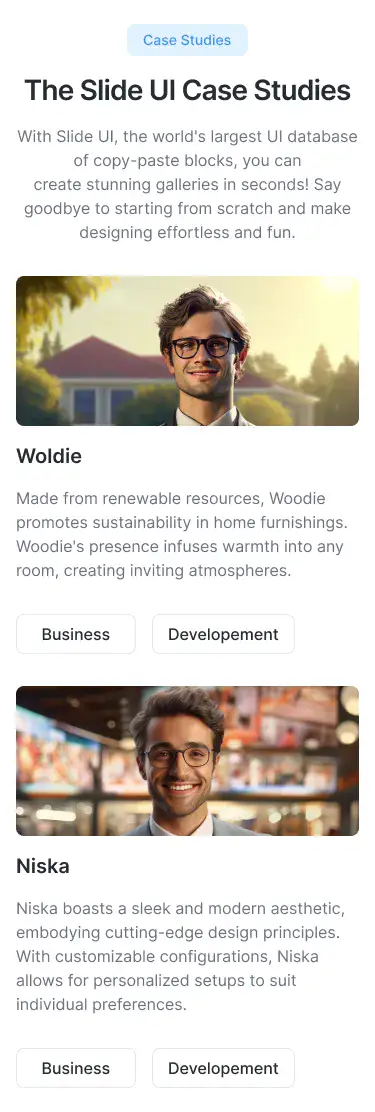 Case Studies
The Slide UI Case Studies
With Slide UI, the world's largest UI database
of copy-paste blocks, you can
create stunning galleries in seconds! Say
goodbye to starting from scratch and make
designing effortless and fun.
Woldie
Made from renewable resources, Woodie
promotes sustainability in home furnishings.
Woodie's presence infuses warmth into any
room, creating inviting atmospheres.
Business Developement
Niska
Niska boasts a sleek and modern aesthetic,
embodying cutting-edge design principles.
With customizable configurations, Niska
allows for personalized setups to suit
individual preferences.
Business Developement